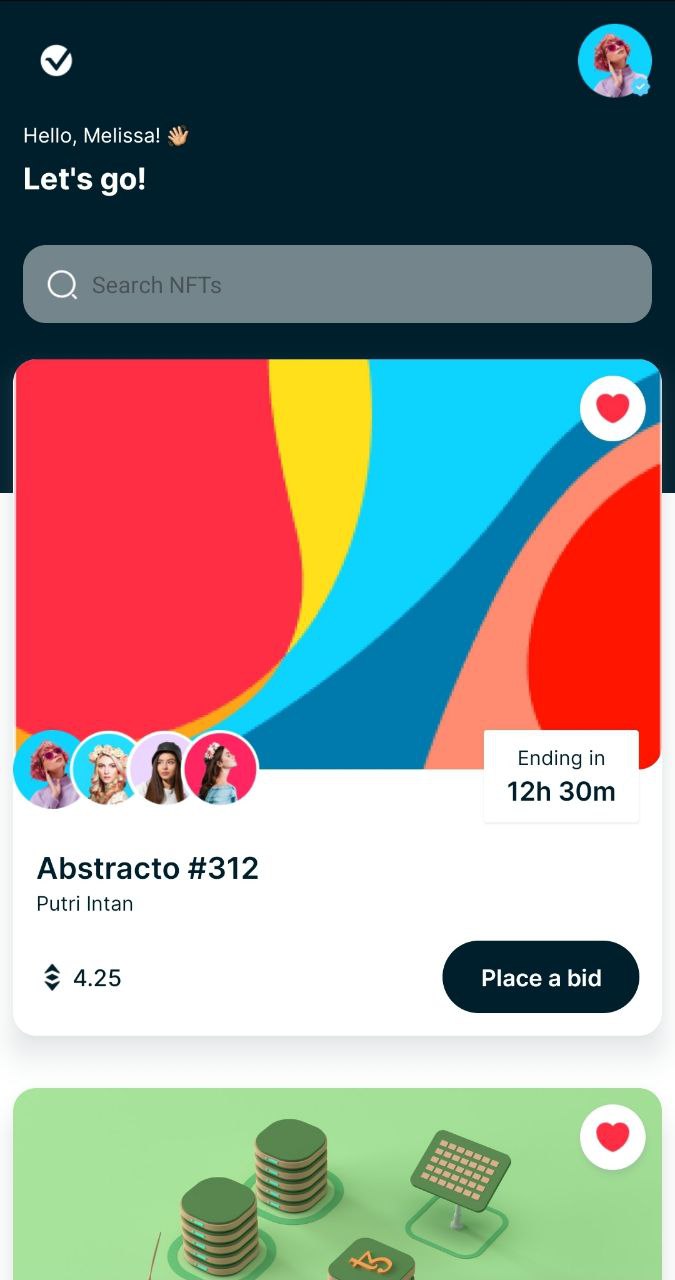 Hello, Melissa! 👋🏼
Let's go!
Search NFTs
Ending in
12h 30m
Abstracto #312
Putri Intan
4.25
Place a bid